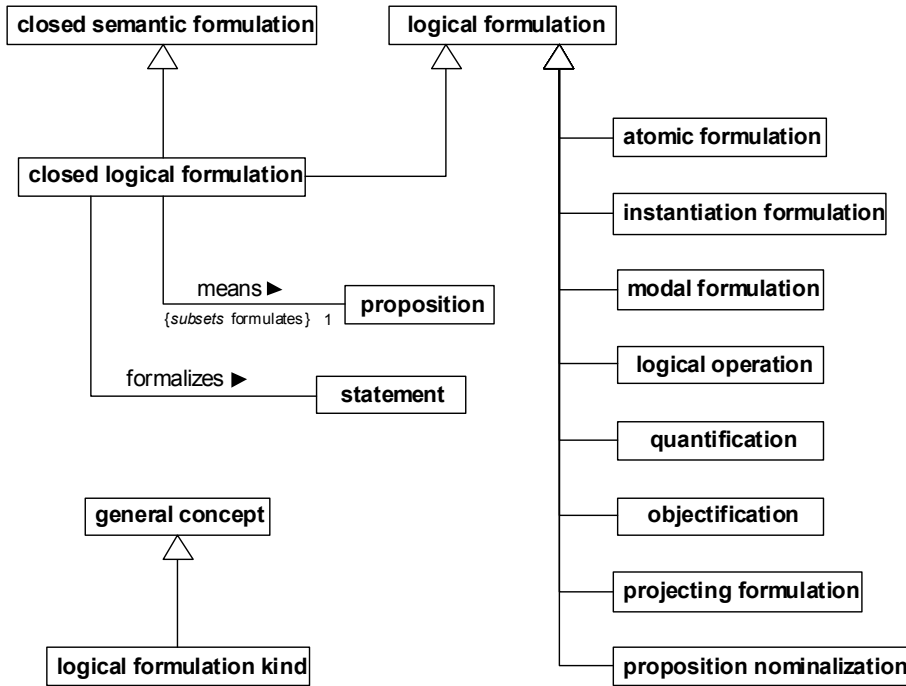 closed semantic formulation
logical formulation
atomic formulation
closed logical formulation
instantiation formulation
modal formulation
means ►
{subsets formulates} 1
proposition
logical operation
formalizes ►
statement
quantification
general concept
objectification
projecting formulation
logical formulation kind
proposition nominalization